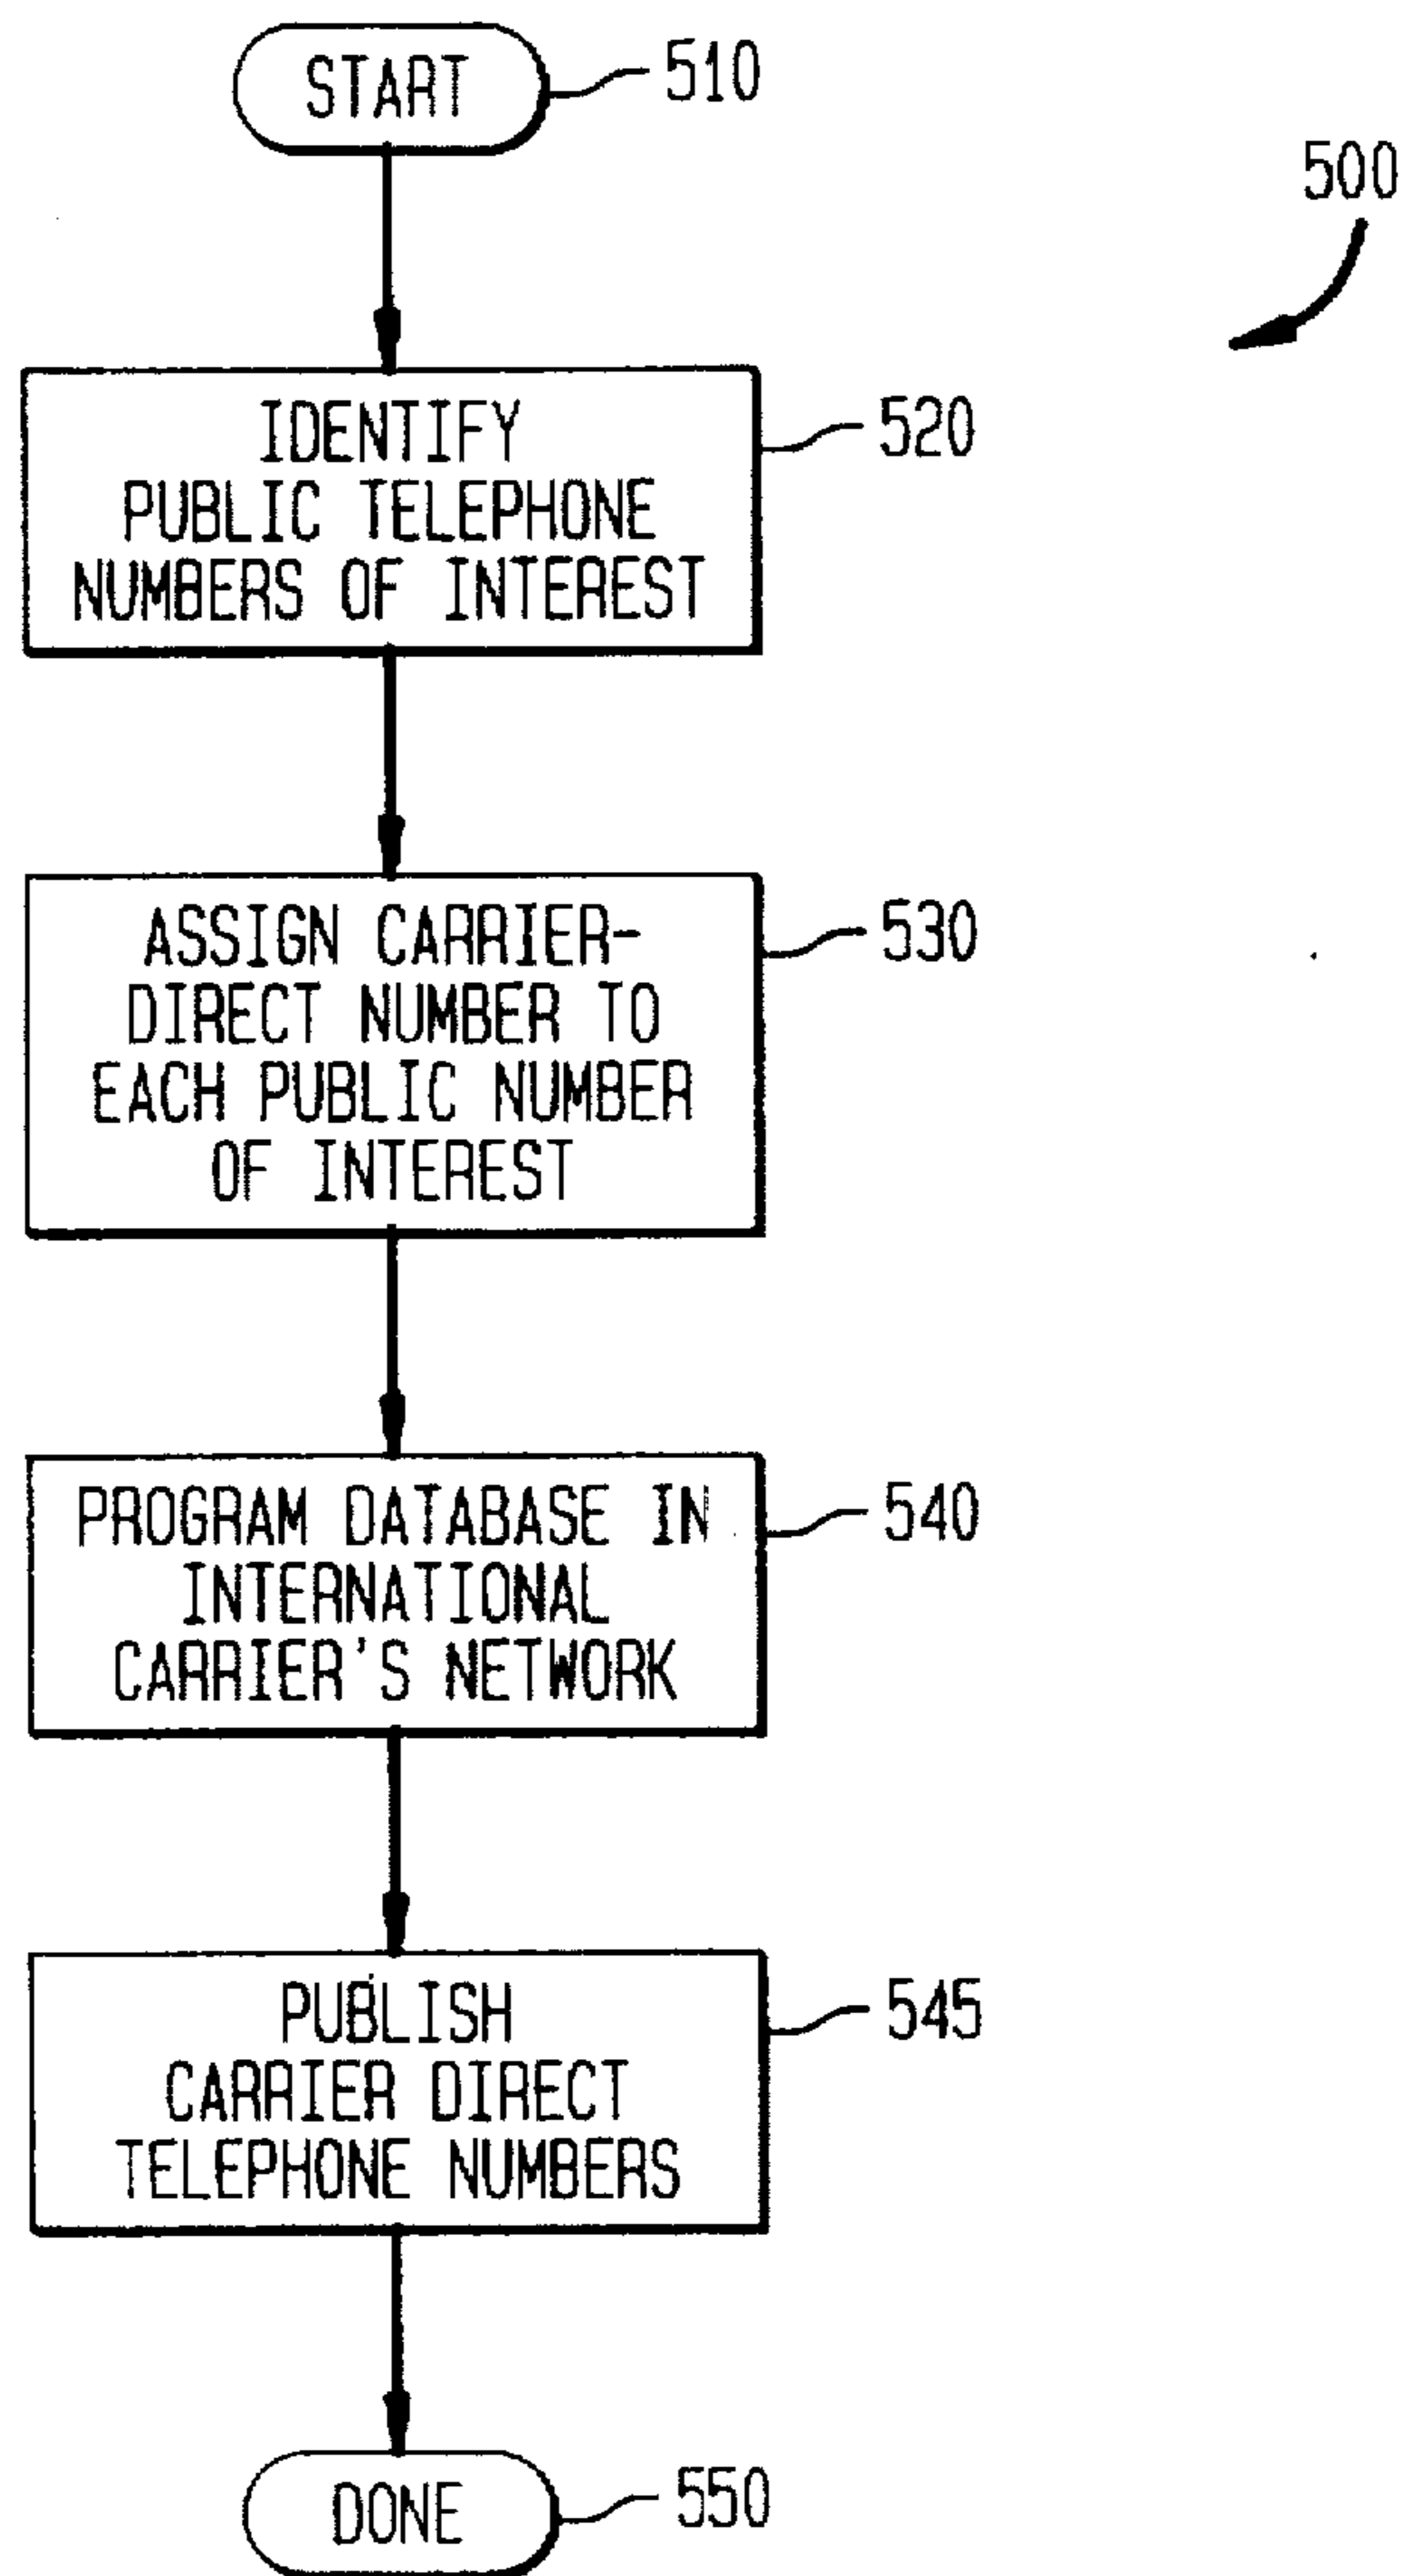 START
510
500
IDENTIFY
PUBLIC TELEPHONE
NUMBERS OF INTEREST
520
ASSIGN CARRIER-
DIRECT NUMBER TO
EACH PUBLIC NUMBER
OF INTEREST
530
PROGRAM DATABASE IN
INTERNATIONAL
CARRIER'S NETWORK
540
PUBLISH
CARRIER DIRECT
TELEPHONE NUMBERS
545
DONE
550